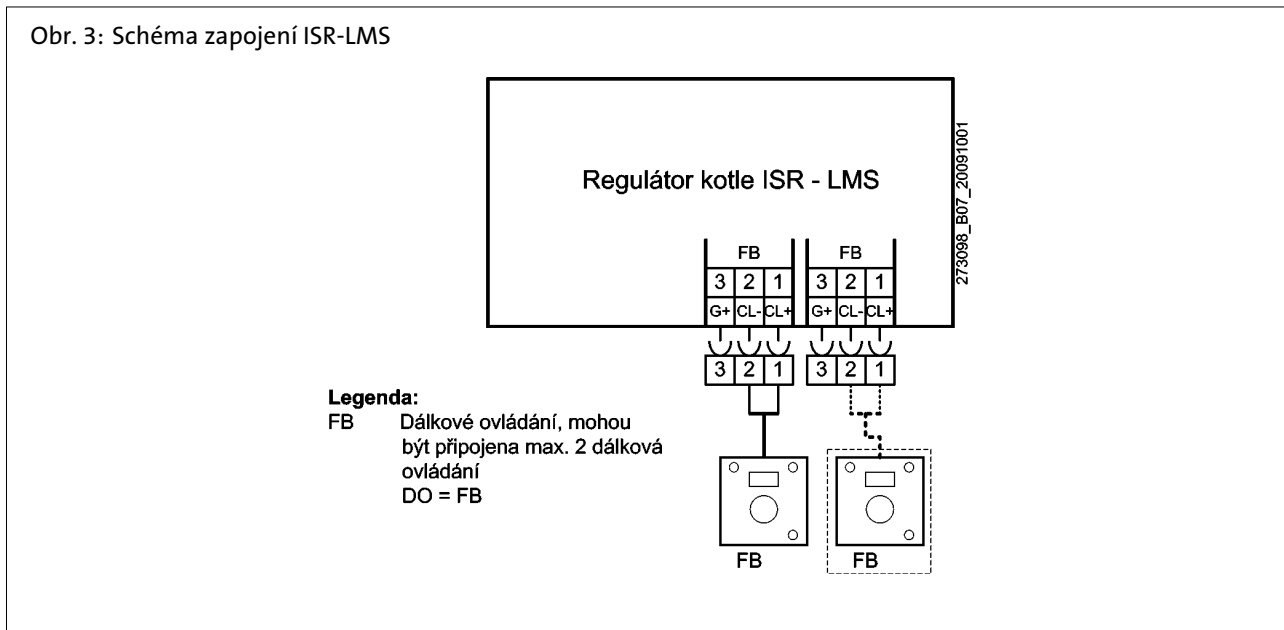 Obr. 3: Schéma zapojení ISR-LMS
Regulátor kotle ISR - LMS
273098_B07_20091001
FB FB
3 2 1 3 2 1
G+ CL- CL+ G+ CL- CL+
3 2 1 3 2 1
Legenda:
FB Dálkové ovládání, mohou
být připojena max. 2 dálková
ovládání
DO = FB
FB FB